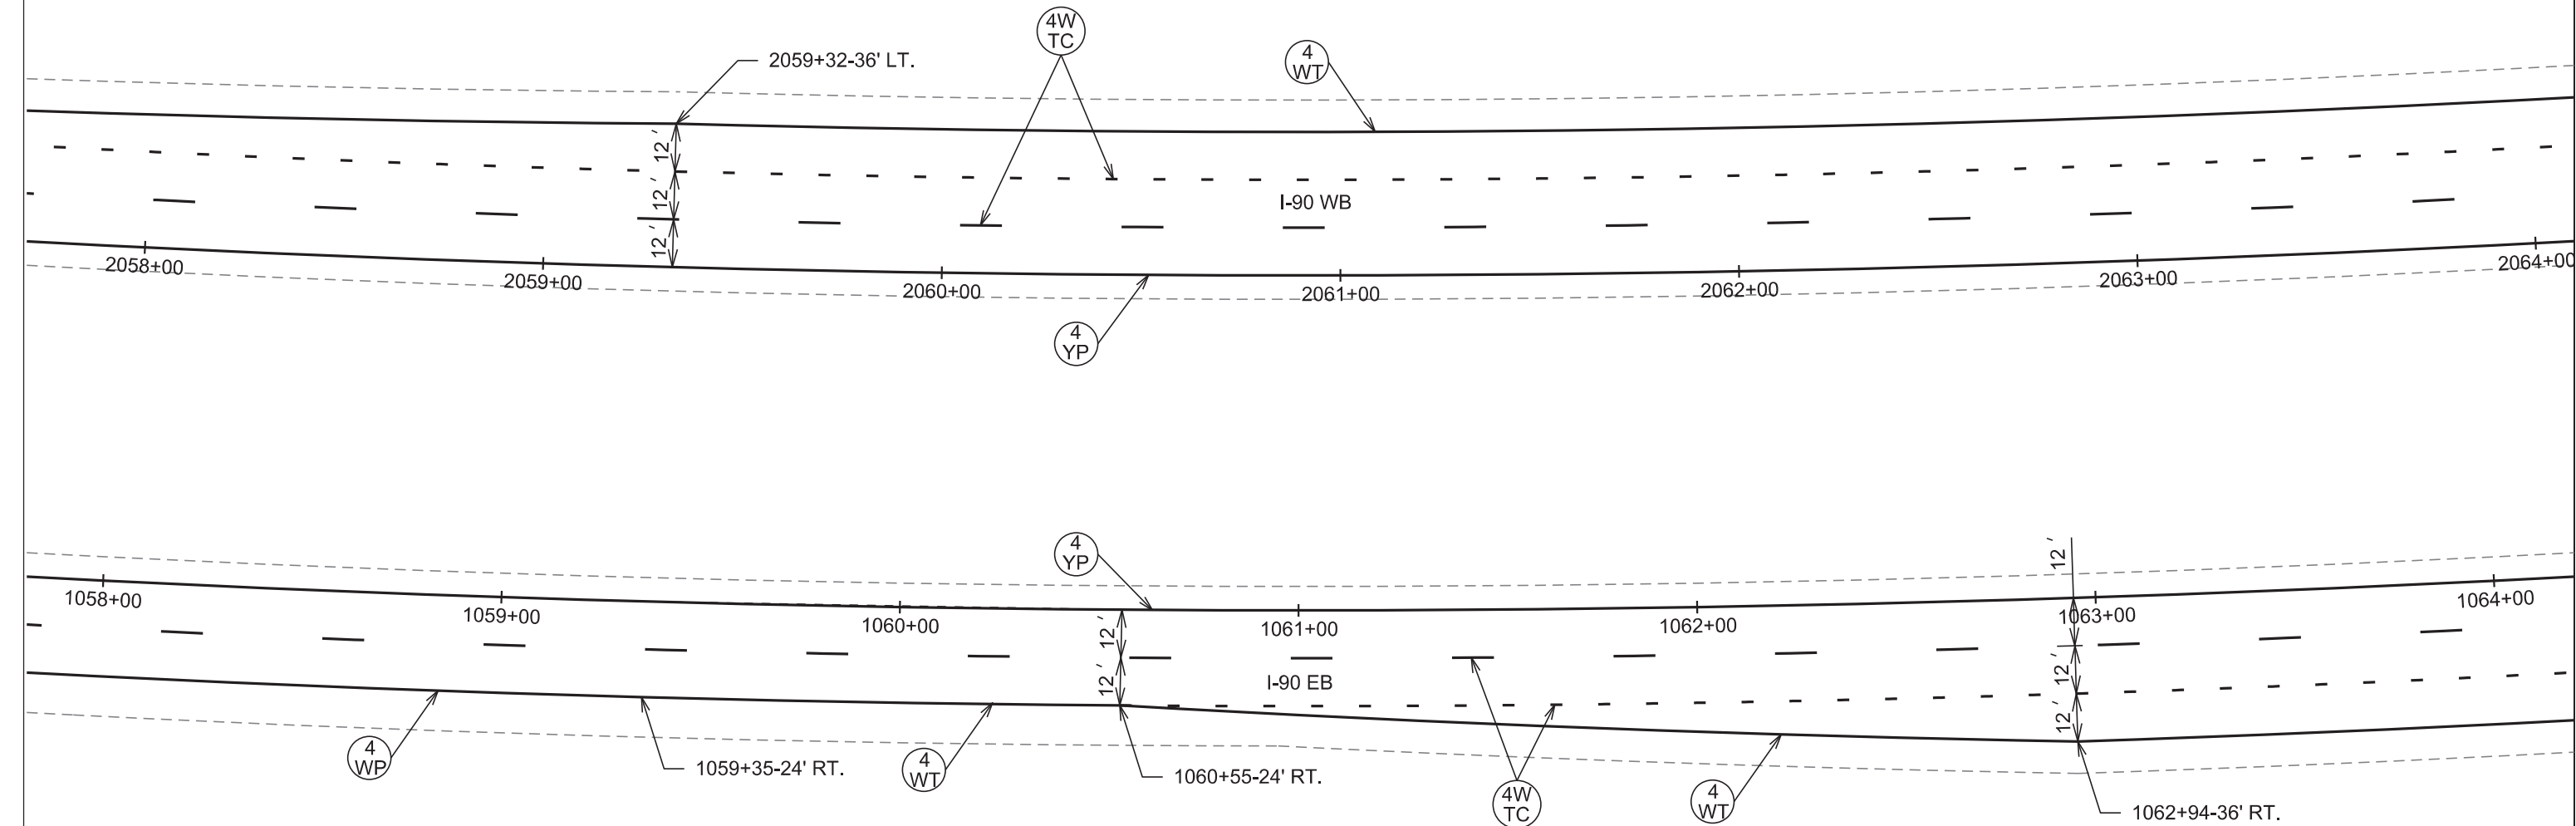 4W
TC
2059+32-36' LT.
4
WT
12'
12'
12'
I-90 WB
2058+00
2059+00
2060+00
2061+00
2062+00
2063+00
2064+00
4
YP
4
YP
12'
1058+00
1059+00
1060+00
1061+00
1062+00
1063+00
1064+00
12'
12'
12'
12'
I-90 EB
4
WP
1059+35-24' RT.
4
WT
1060+55-24' RT.
4W
TC
4
WT
1062+94-36' RT.